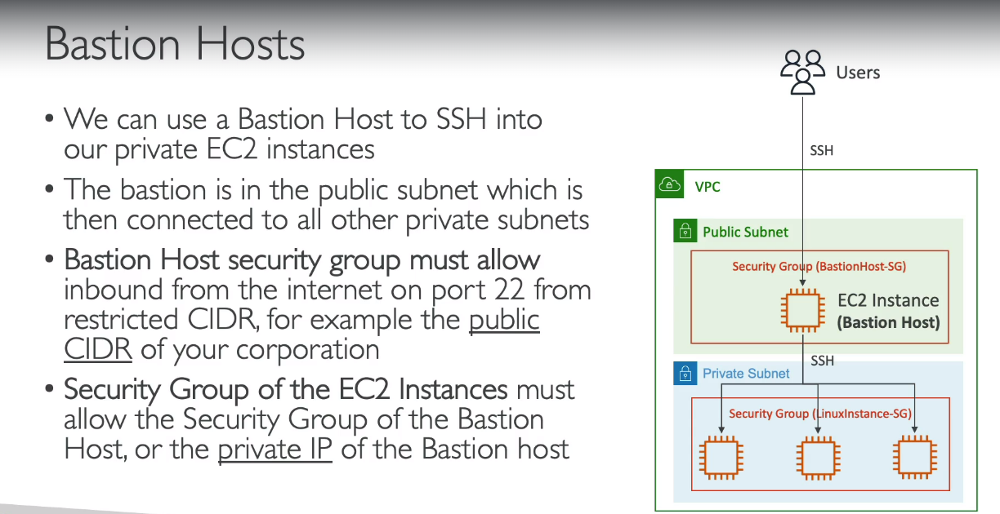 Bastion Hosts
• We can use a Bastion Host to SSH into
our private EC2 instances
• The bastion is in the public subnet which is
then connected to all other private subnets
• Bastion Host security group must allow
inbound from the internet on port 22 from
restricted CIDR, for example the public
CIDR of your corporation
• Security Group of the EC2 Instances must
allow the Security Group of the Bastion
Host, or the private IP of the Bastion host
Users
SSH
VPC
Public Subnet
Security Group (BastionHost-SG)
EC2 Instance
(Bastion Host)
SSH
Private Subnet
Security Group (LinuxInstance-SG)